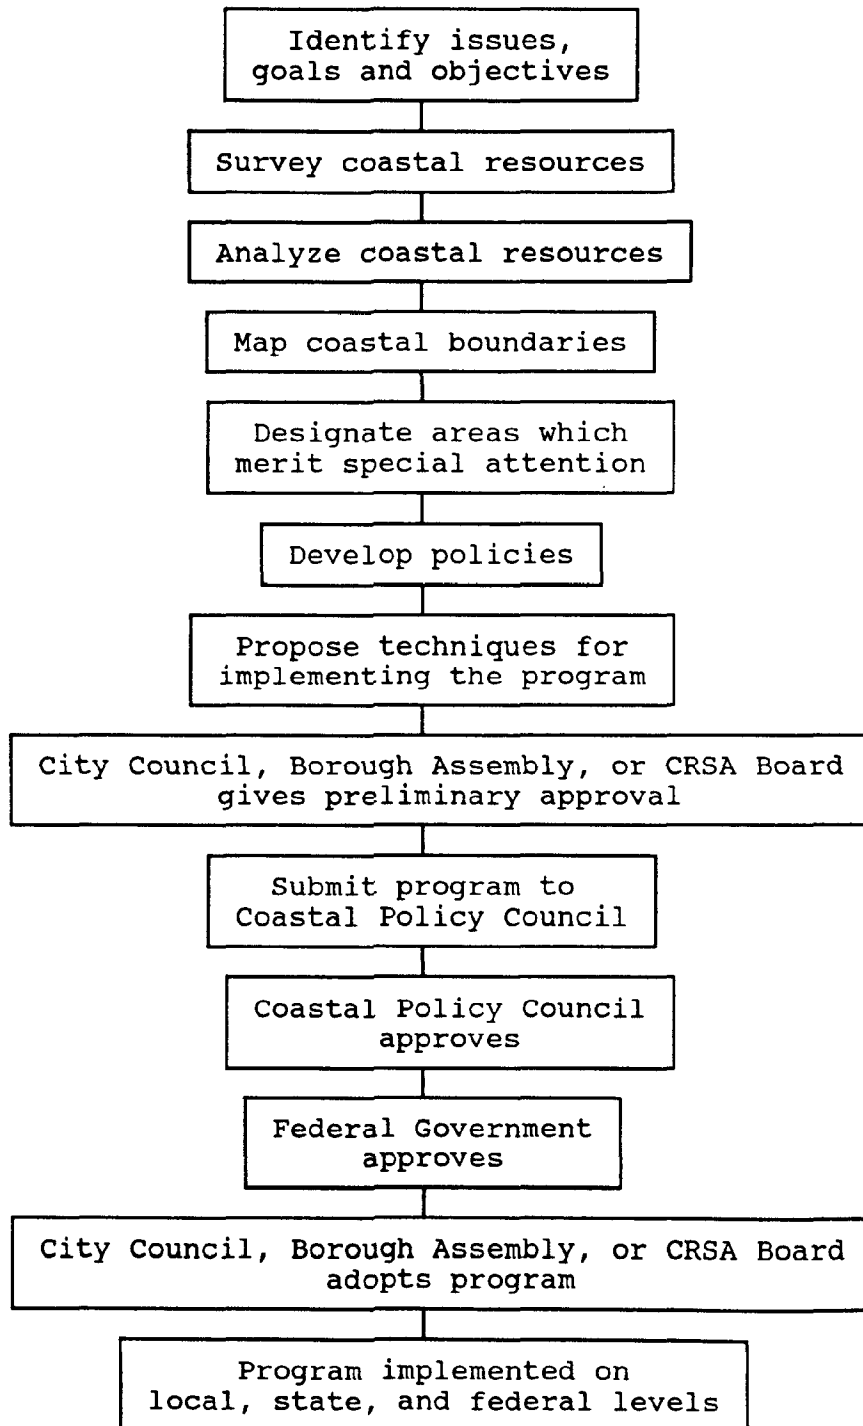 Identify issues,
goals and objectives
Survey coastal resources
Analyze coastal resources
Map coastal boundaries
Designate areas which
merit special attention
Develop policies
Propose techniques for
implementing the program
City Council, Borough Assembly, or CRSA Board
gives preliminary approval
Submit program to
Coastal Policy Council
Coastal Policy Council
approves
Federal Government
approves
City Council, Borough Assembly, or CRSA Board
adopts program
Program implemented on
local, state, and federal levels